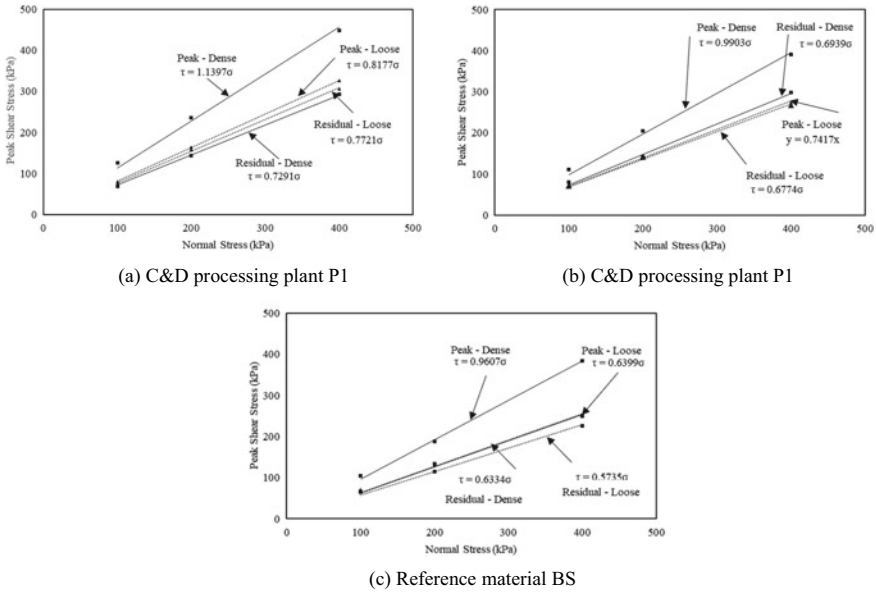 500
400
300
200
100
0
Peak Shear Stress (kPa)
Peak - Dense
τ = 1.1397σ
Peak - Loose
τ = 0.8177σ
Residual - Loose
τ = 0.7721σ
Residual - Dense
τ = 0.7291σ
0 100 200 300 400 500
Normal Stress (kPa)
(a) C&D processing plant P1
500
400
300
200
100
0
Peak Shear Stress (kPa)
Peak - Dense
τ = 0.9903σ
Residual - Dense
τ = 0.6939σ
Peak - Loose
y = 0.7417x
Residual - Loose
τ = 0.6774σ
0 100 200 300 400 500
Normal Stress (kPa)
(b) C&D processing plant P1
500
400
300
200
100
0
Peak Shear Stress (kPa)
Peak - Dense
τ = 0.9607σ
Peak - Loose
τ = 0.6399σ
τ = 0.6334σ
Residual - Dense
τ = 0.5735σ
Residual - Loose
0 100 200 300 400 500
Normal Stress (kPa)
(c) Reference material BS